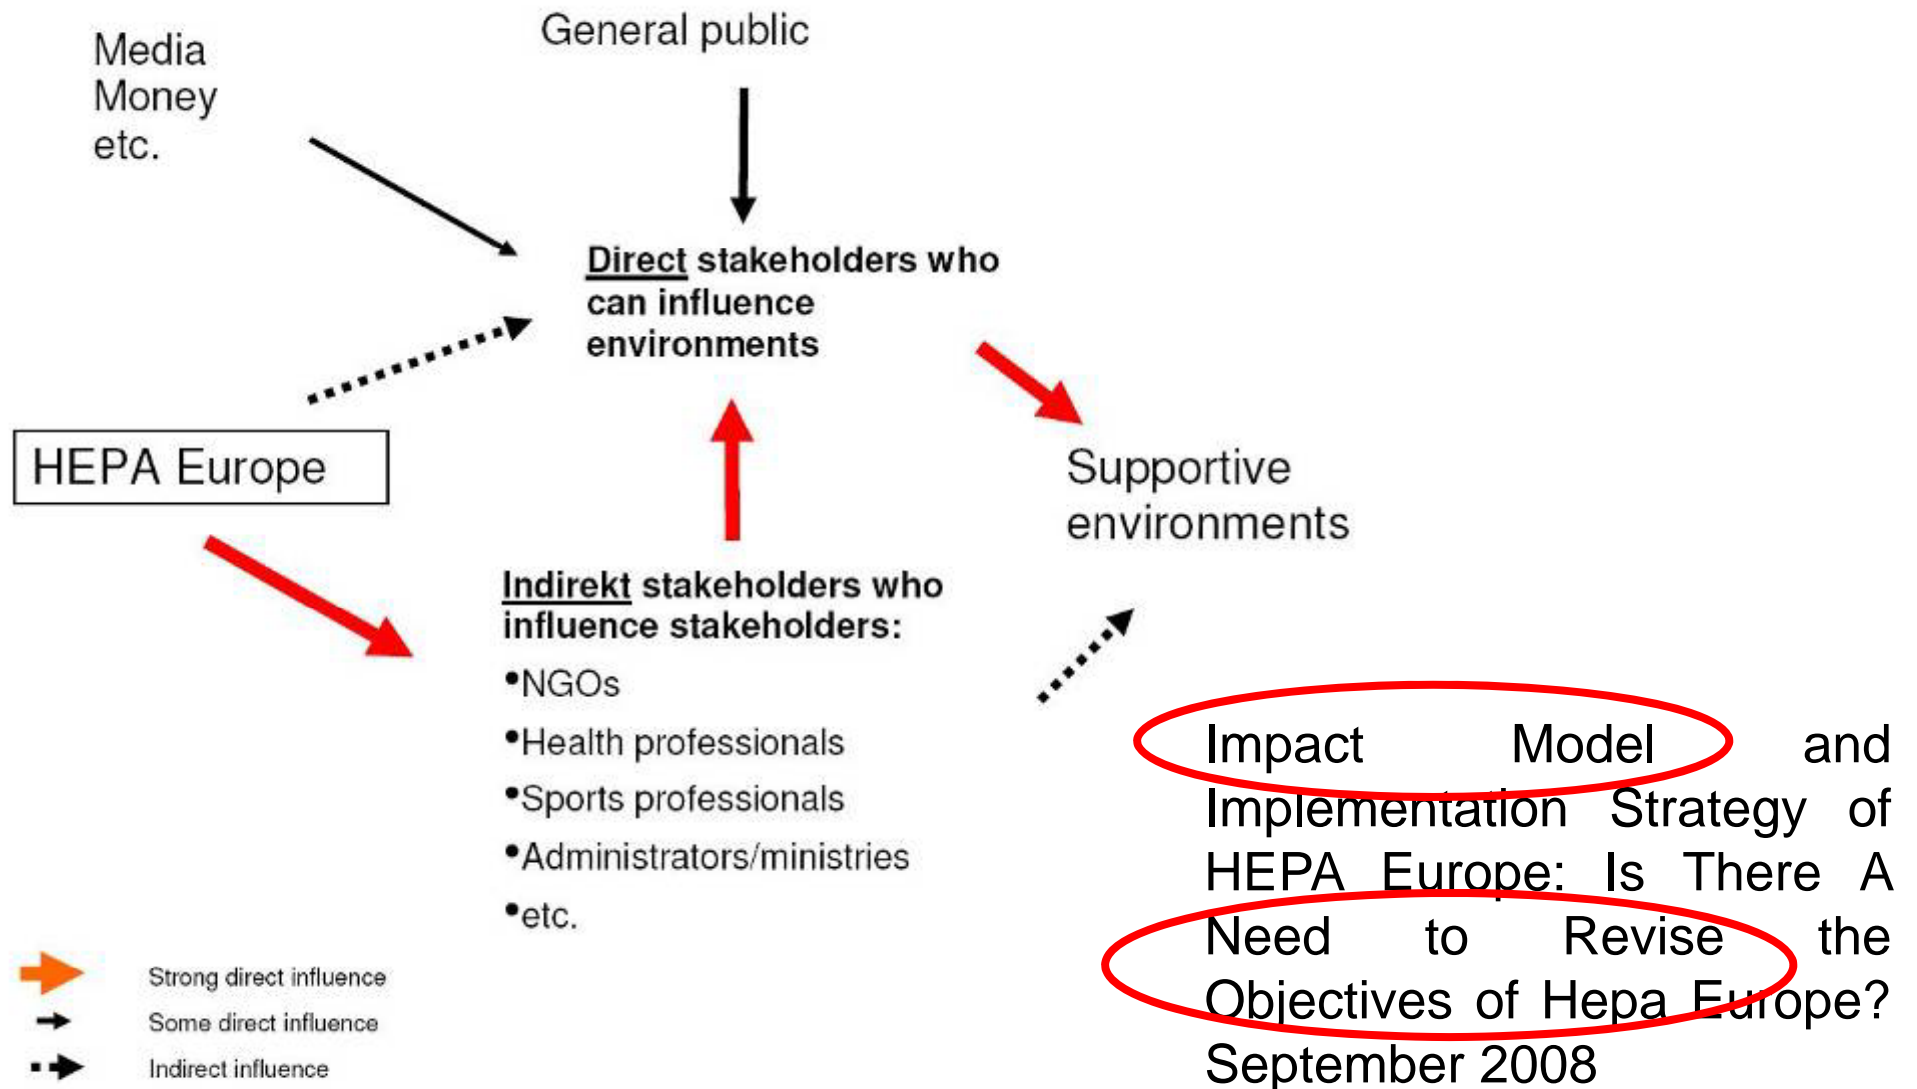 Media
Money
etc.
General public
Direct stakeholders who
can influence
environments
HEPA Europe
Supportive
environments
Indirekt stakeholders who
influence stakeholders:
•NGOs
•Health professionals
•Sports professionals
•Administrators/ministries
•etc.
Strong direct influence
Some direct influence
Indirect influence
Impact Model and
Implementation Strategy of
HEPA Europe: Is There A
Need to Revise the
Objectives of Hepa Europe?
September 2008